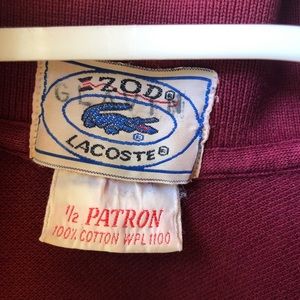 IZOD®
LACOSTE®
1/2 PATRON
100% COTTON WPL 1100